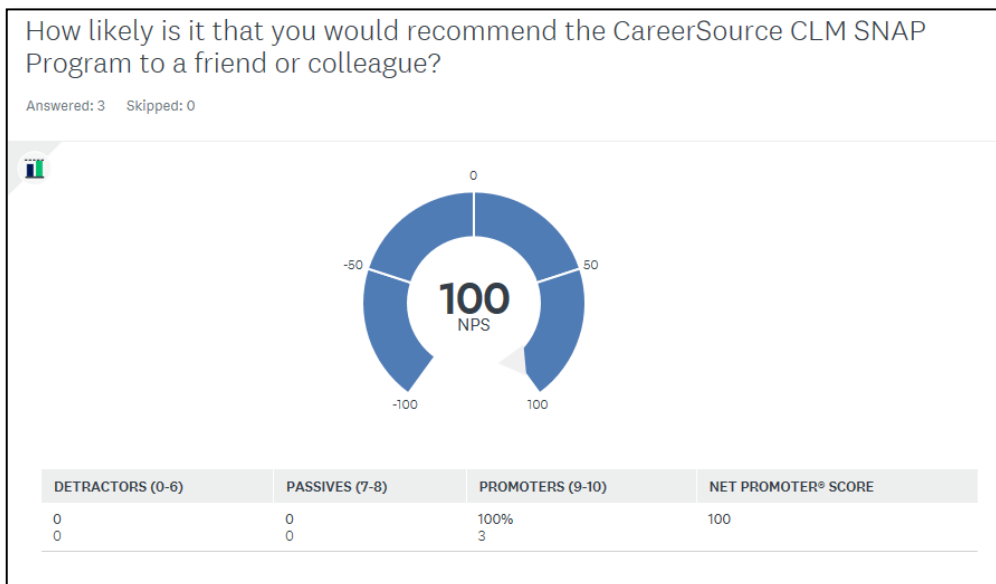 How likely is it that you would recommend the CareerSource CLM SNAP
Program to a friend or colleague?
Answered: 3 Skipped: 0
0
-50 50
100
NPS
-100 100
DETRACTORS (0-6) PASSIVES (7-8) PROMOTERS (9-10) NET PROMOTER® SCORE
0 0 100% 100
0 0 3